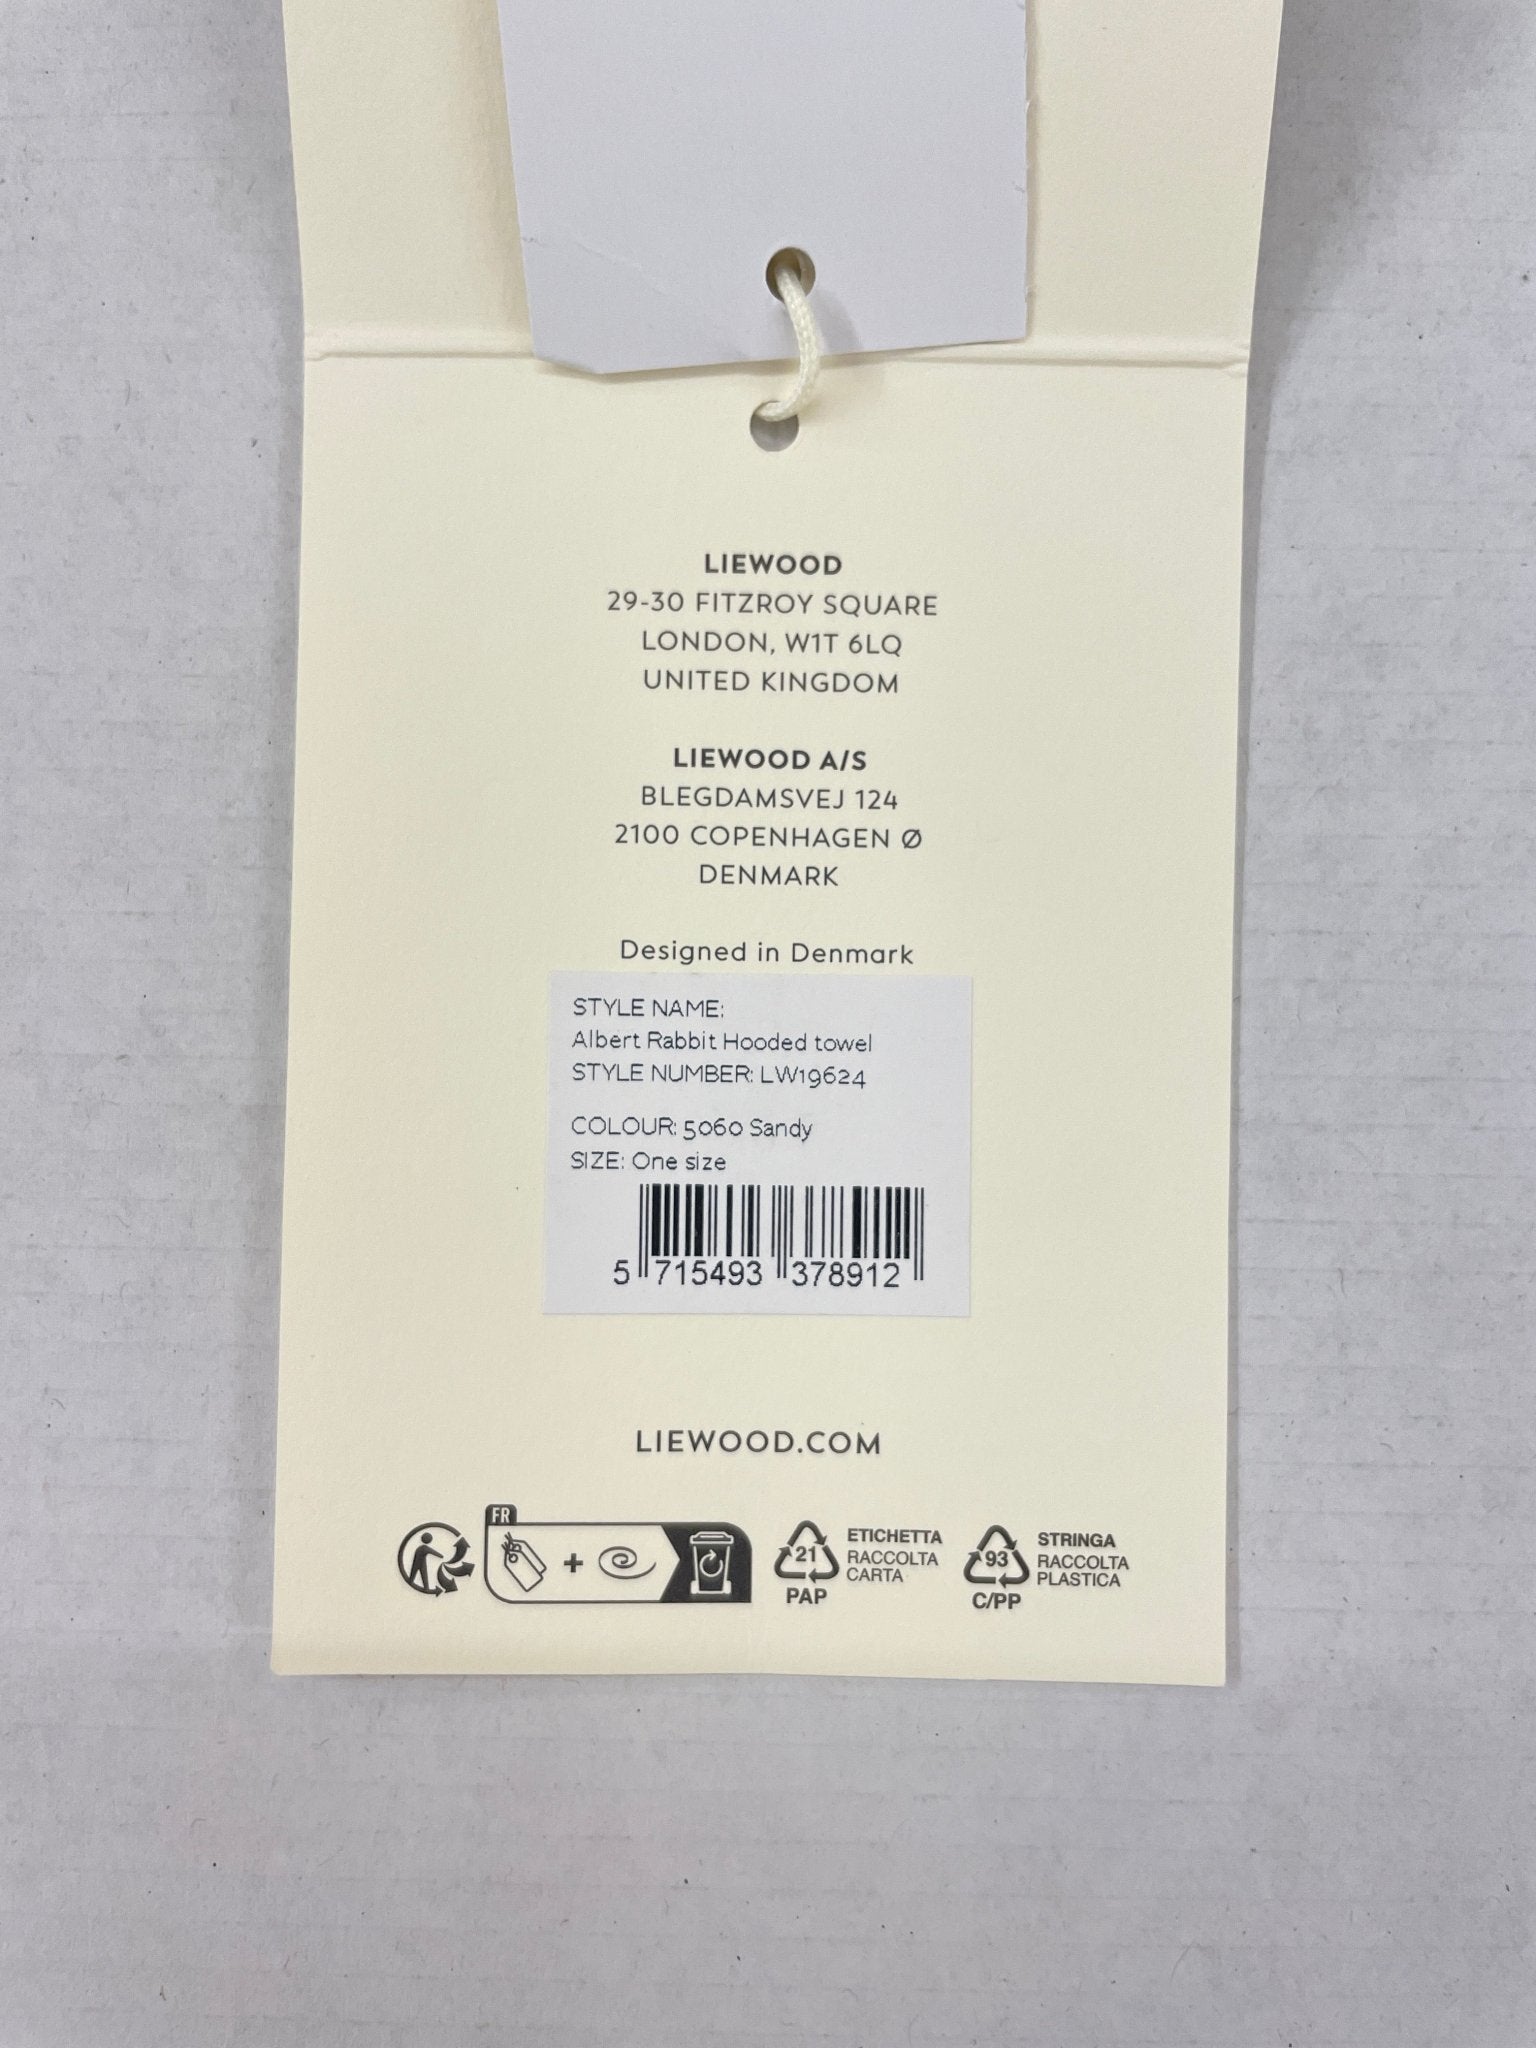 LIEWOOD
29-30 FITZROY SQUARE
LONDON, W1T 6LQ
UNITED KINGDOM
LIEWOOD A/S
BLEGDAMSVEJ 124
2100 COPENHAGEN Ø
DENMARK
Designed in Denmark
STYLE NAME:
Albert Rabbit Hooded towel
STYLE NUMBER: LW19624
COLOUR: 5060 Sandy
SIZE: One size
5 715493 378912
LIEWOOD.COM
FR
+
21
PAP
ETICHETTA
RACCOLTA
CARTA
93
C/PP
STRINGA
RACCOLTA
PLASTICA